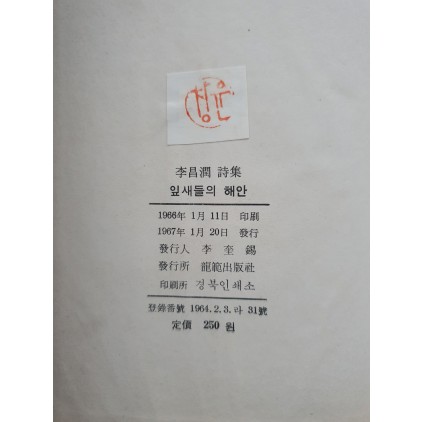 창윤
李昌潤 詩集
잎새들의 해안
1966年 1月 11日 印刷
1967年 1月 20日 發行
發行人 李奎錫
發行所 龍範出版社
印刷所 경북인쇄소
登錄番號 1964.2.3.라 31號
定價 250 원